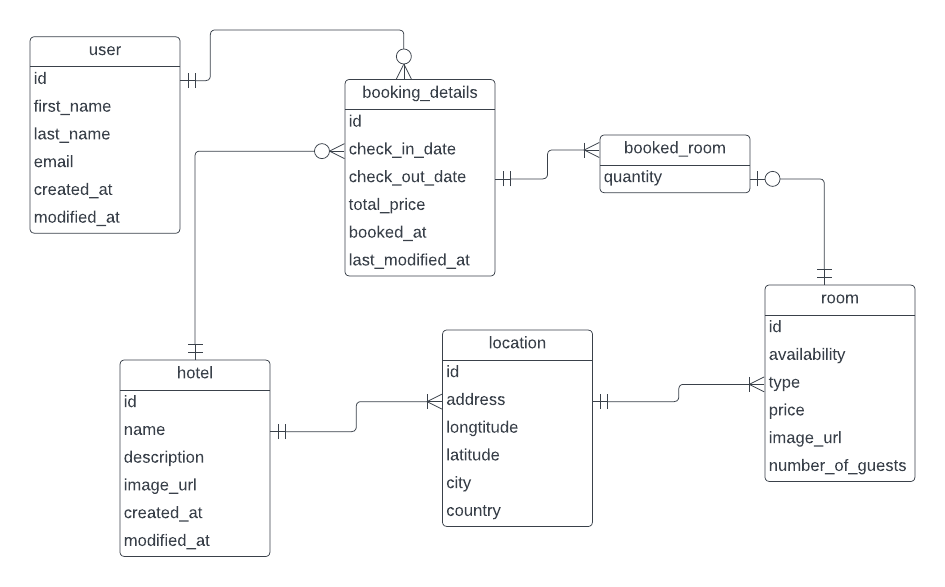 user
id
first_name
last_name
email
created_at
modified_at
booking_details
id
check_in_date
check_out_date
total_price
booked_at
last_modified_at
booked_room
quantity
room
id
availability
type
price
image_url
number_of_guests
location
id
address
longtitude
latitude
city
country
hotel
id
name
description
image_url
created_at
modified_at